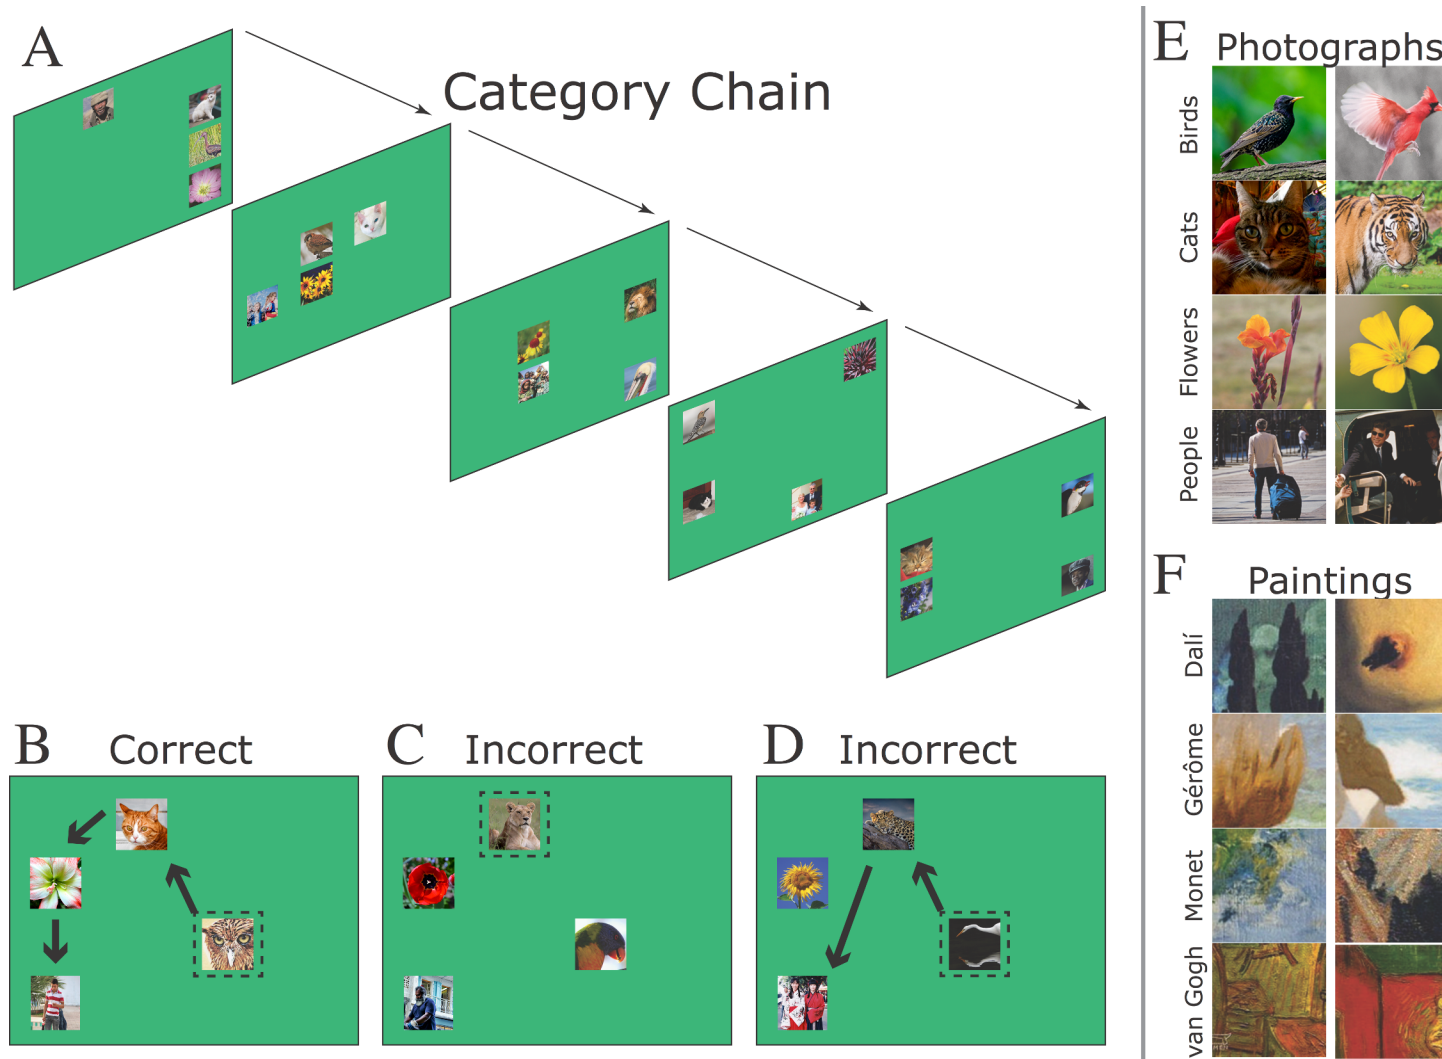 A
Category Chain
B Correct
C Incorrect
D Incorrect
E Photographs
Birds
Cats
Flowers
People
F Paintings
Dalí
Gérôme
Monet
van Gogh